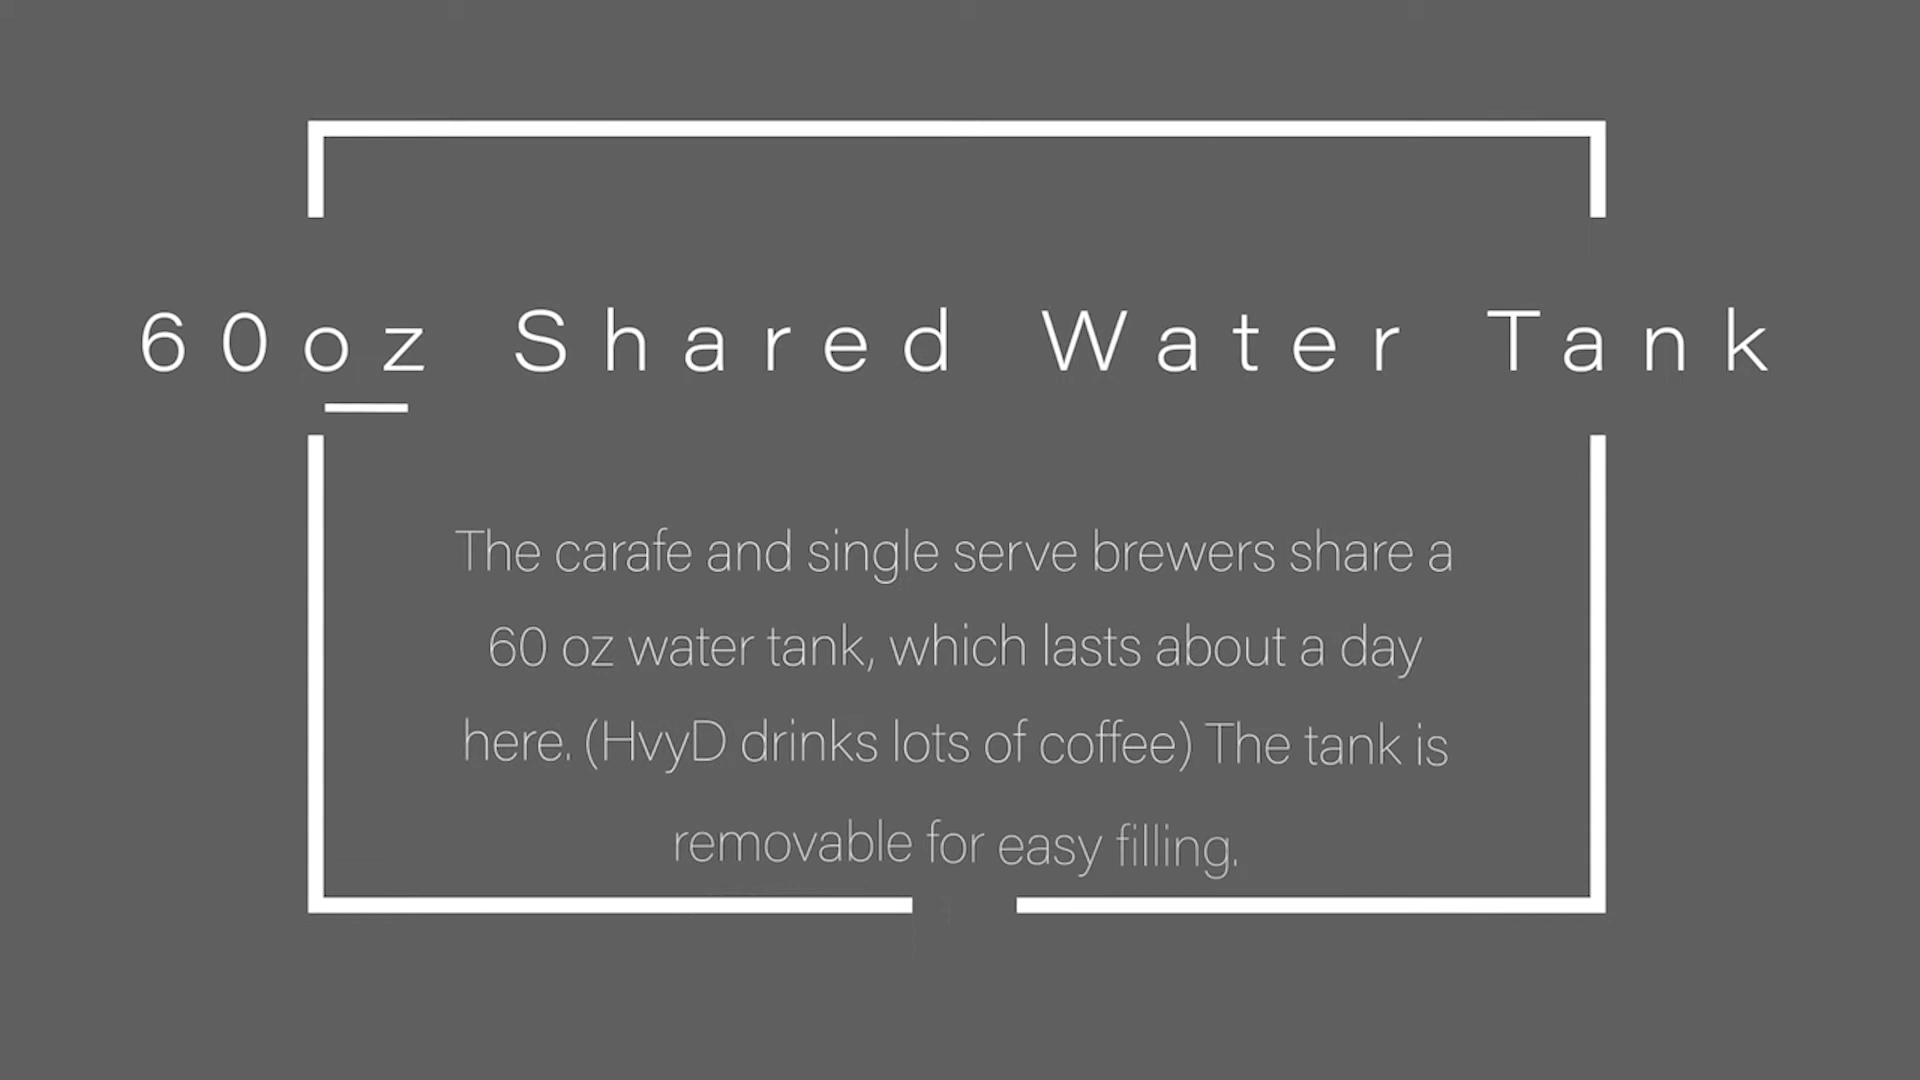 60oz Shared Water Tank
The carafe and single serve brewers share a
60 oz water tank, which lasts about a day
here. (HvyD drinks lots of coffee) The tank is
removable for easy filling.